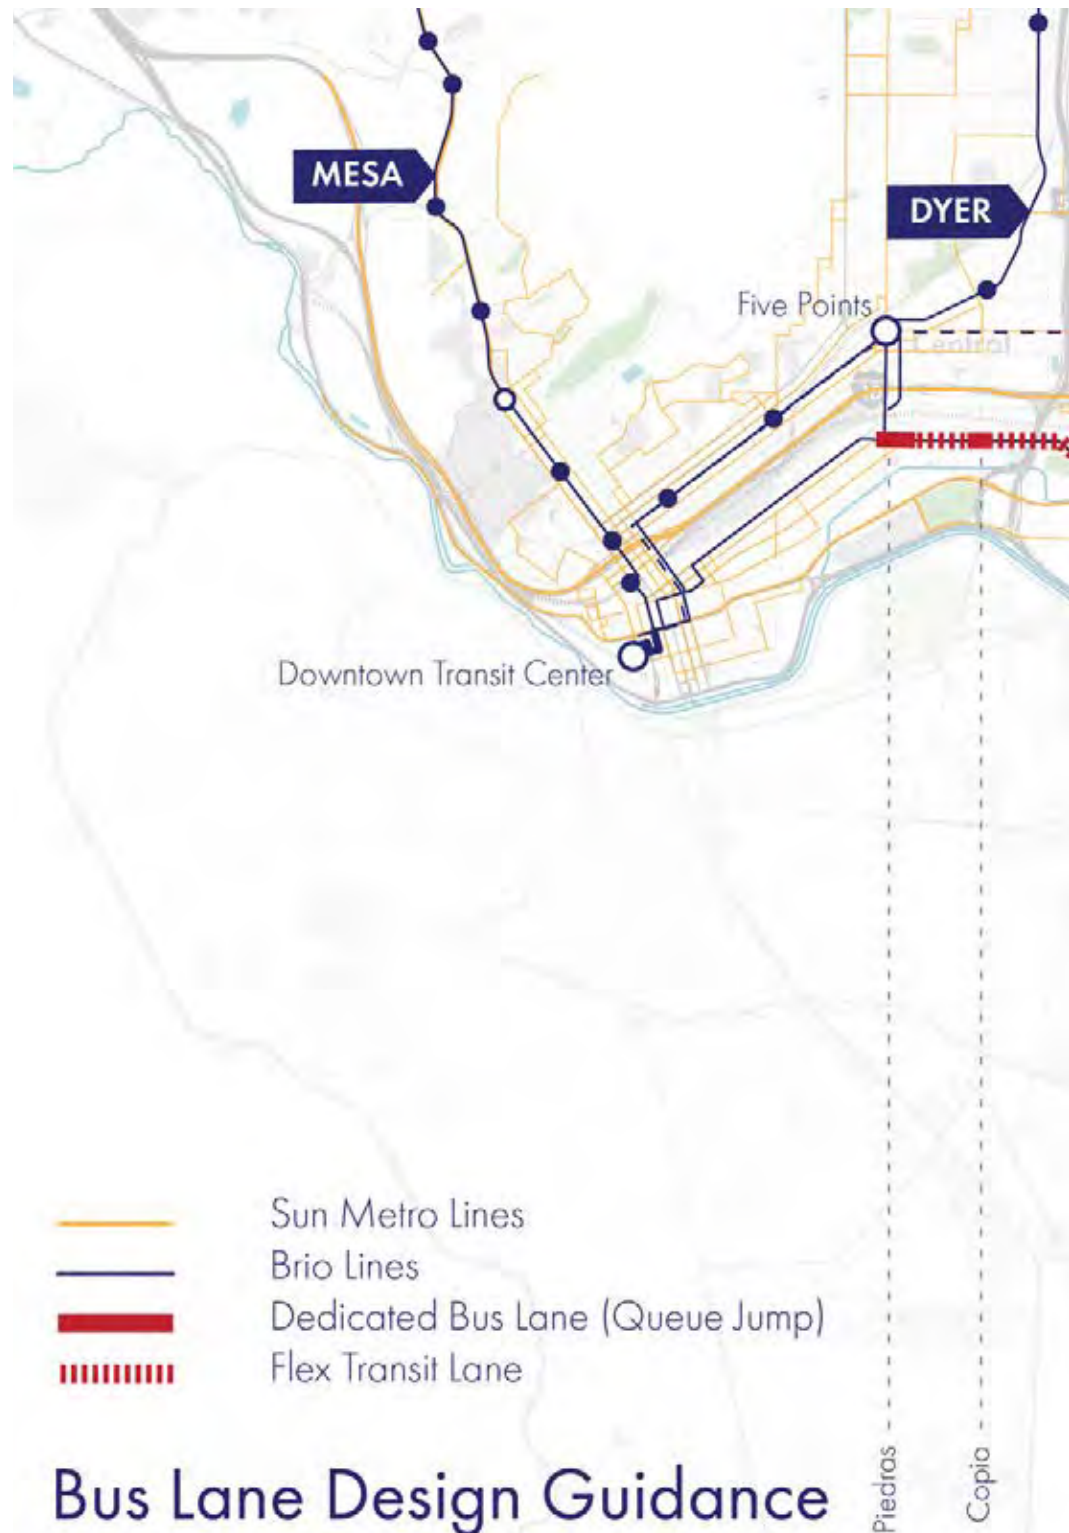 MESA
DYER
Five Points
Central
Downtown Transit Center
Sun Metro Lines
Brio Lines
Dedicated Bus Lane (Queue Jump)
Flex Transit Lane
Bus Lane Design Guidance
Piedras
Copia